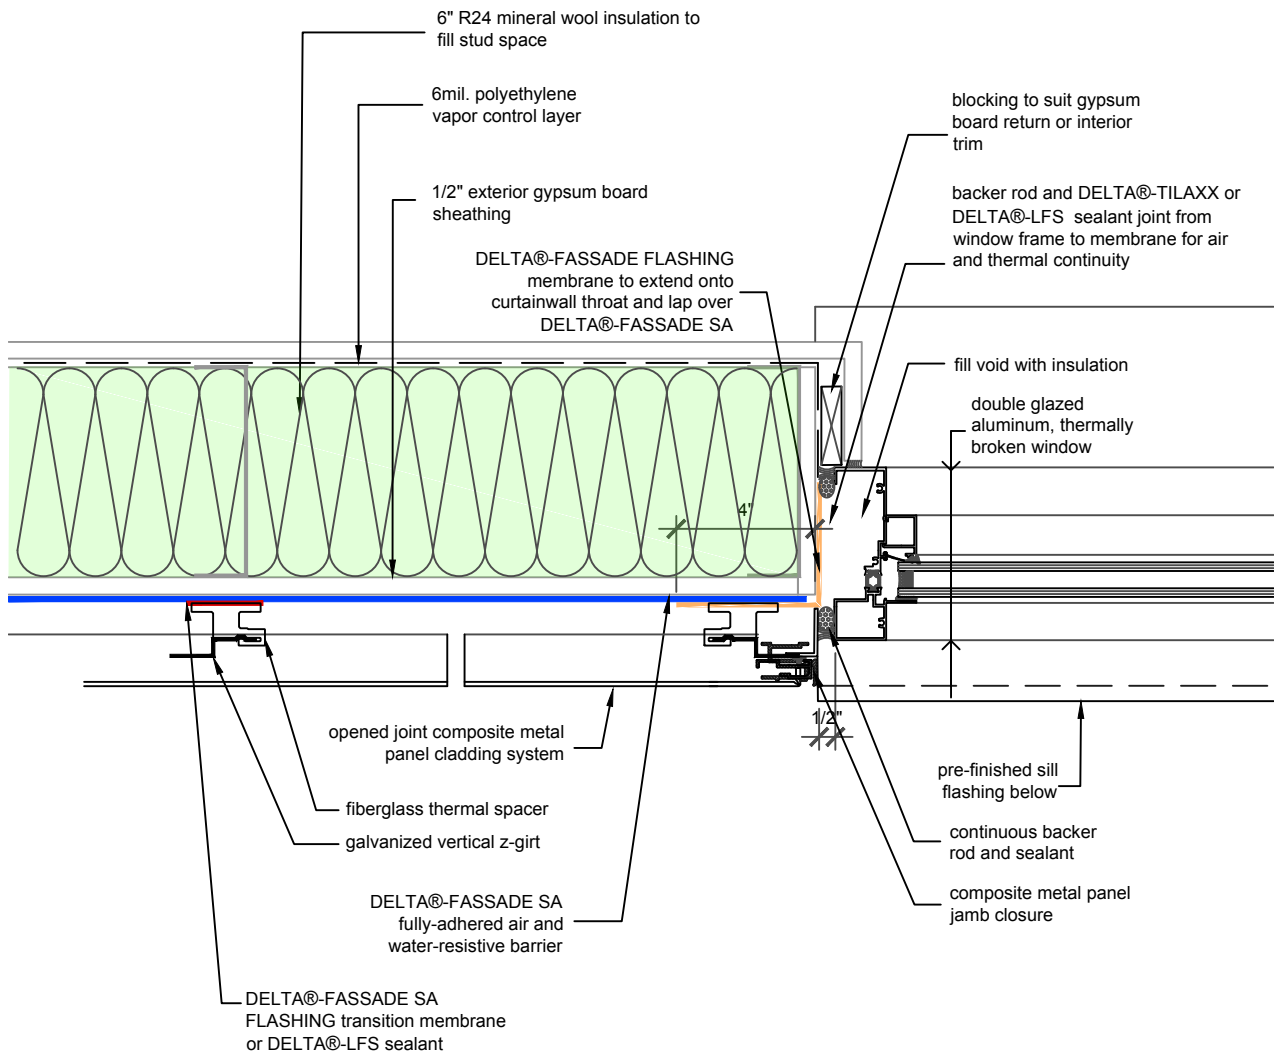 6" R24 mineral wool insulation to
fill stud space
6mil. polyethylene
vapor control layer
1/2" exterior gypsum board
sheathing
DELTA®-FASSADE FLASHING
membrane to extend onto
curtainwall throat and lap over
DELTA®-FASSADE SA
blocking to suit gypsum
board return or interior
trim
backer rod and DELTA®-TILAXX or
DELTA®-LFS sealant joint from
window frame to membrane for air
and thermal continuity
fill void with insulation
double glazed
aluminum, thermally
broken window
4"
1/2"
opened joint composite metal
panel cladding system
fiberglass thermal spacer
galvanized vertical z-girt
DELTA®-FASSADE SA
fully-adhered air and
water-resistive barrier
DELTA®-FASSADE SA
FLASHING transition membrane
or DELTA®-LFS sealant
pre-finished sill
flashing below
continuous backer
rod and sealant
composite metal panel
jamb closure